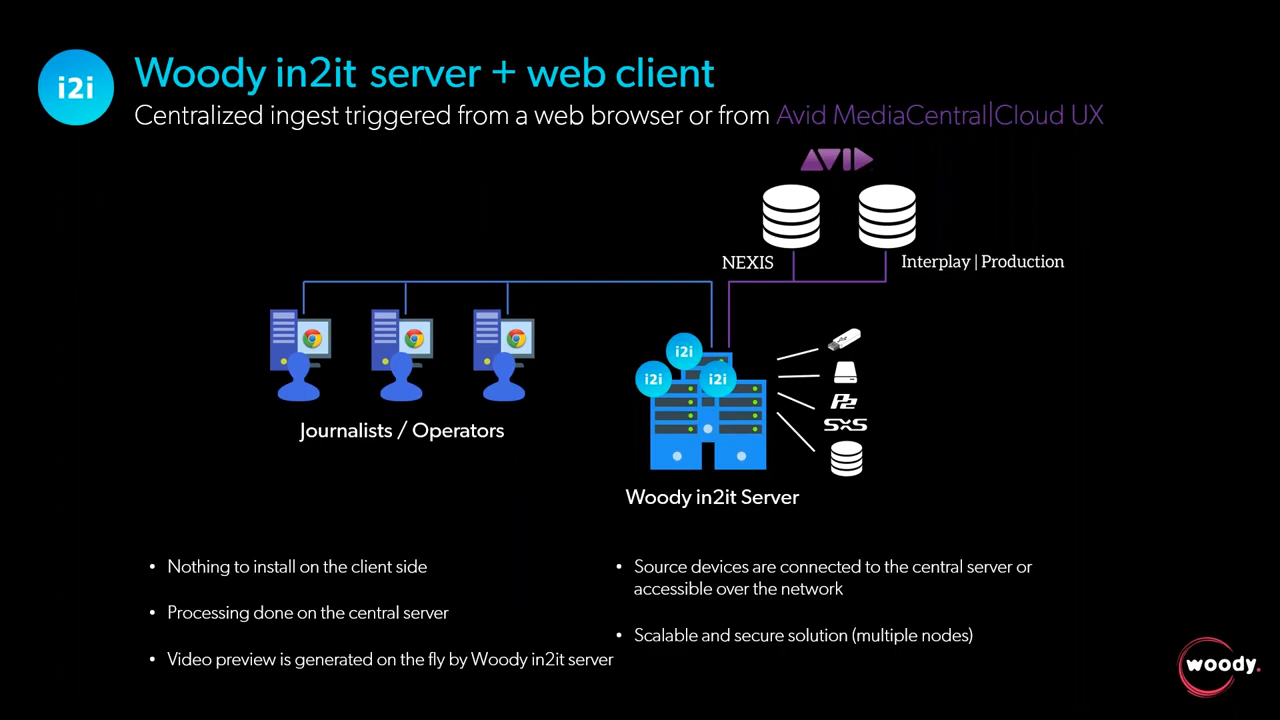 i2i
Woody in2it server + web client
Centralized ingest triggered from a web browser or from Avid MediaCentral|Cloud UX
AVID
NEXIS
Interplay | Production
i2i
i2i
i2i
P2
SxS
Journalists / Operators
Woody in2it Server
• Nothing to install on the client side
• Processing done on the central server
• Video preview is generated on the fly by Woody in2it server
• Source devices are connected to the central server or
accessible over the network
• Scalable and secure solution (multiple nodes)
woody.